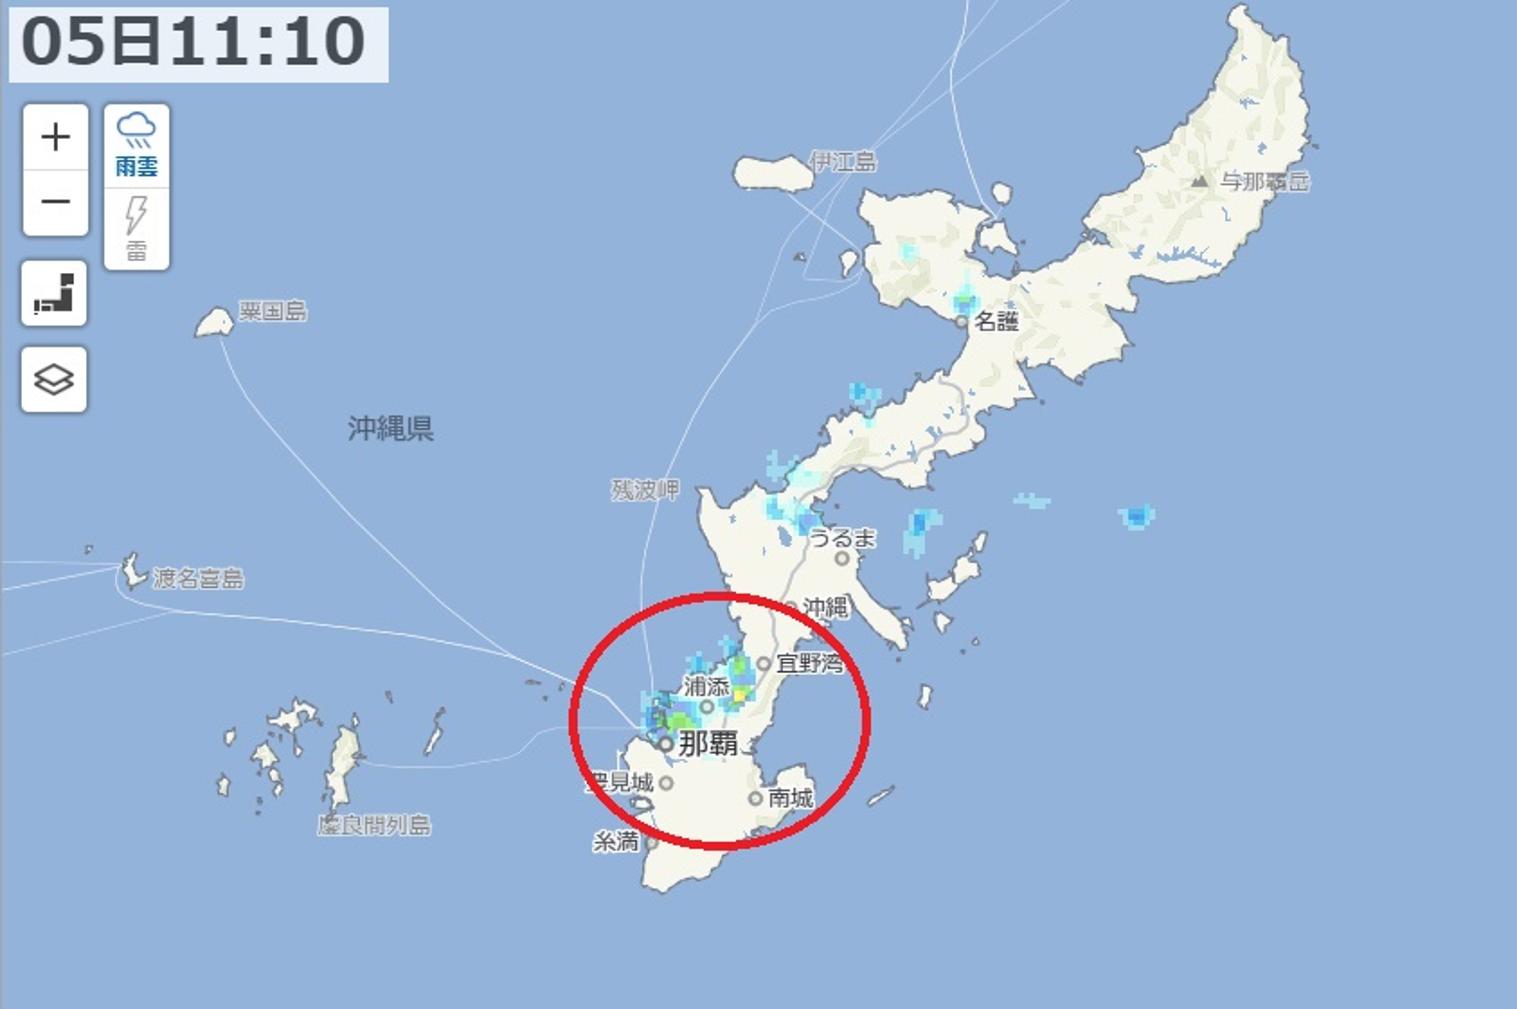 05日11:10
+
−
雨雲
雷
伊江島
与那覇岳
粟国島
名護
沖縄県
残波岬
うるま
渡名喜島
沖縄
宜野湾
浦添
那覇
豊見城
南城
慶良間列島
糸満